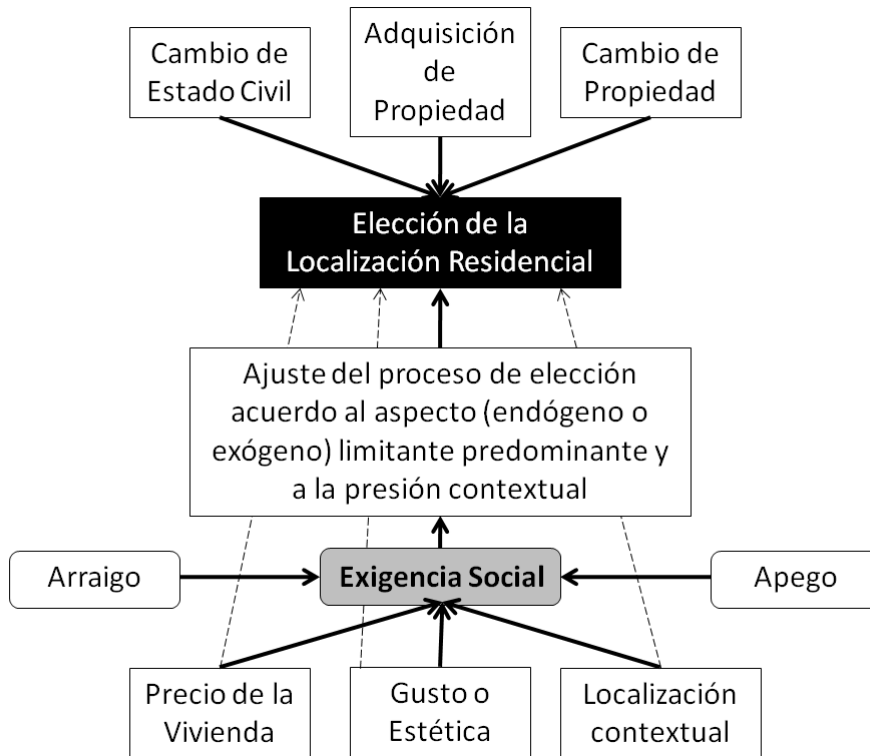 Cambio de
Estado Civil
Adquisición
de
Propiedad
Cambio de
Propiedad
Elección de la
Localización Residencial
Ajuste del proceso de elección
acuerdo al aspecto (endógeno o
exógeno) limitante predominante y
a la presión contextual
Arraigo
Exigencia Social
Apego
Precio de la
Vivienda
Gusto o
Estética
Localización
contextual